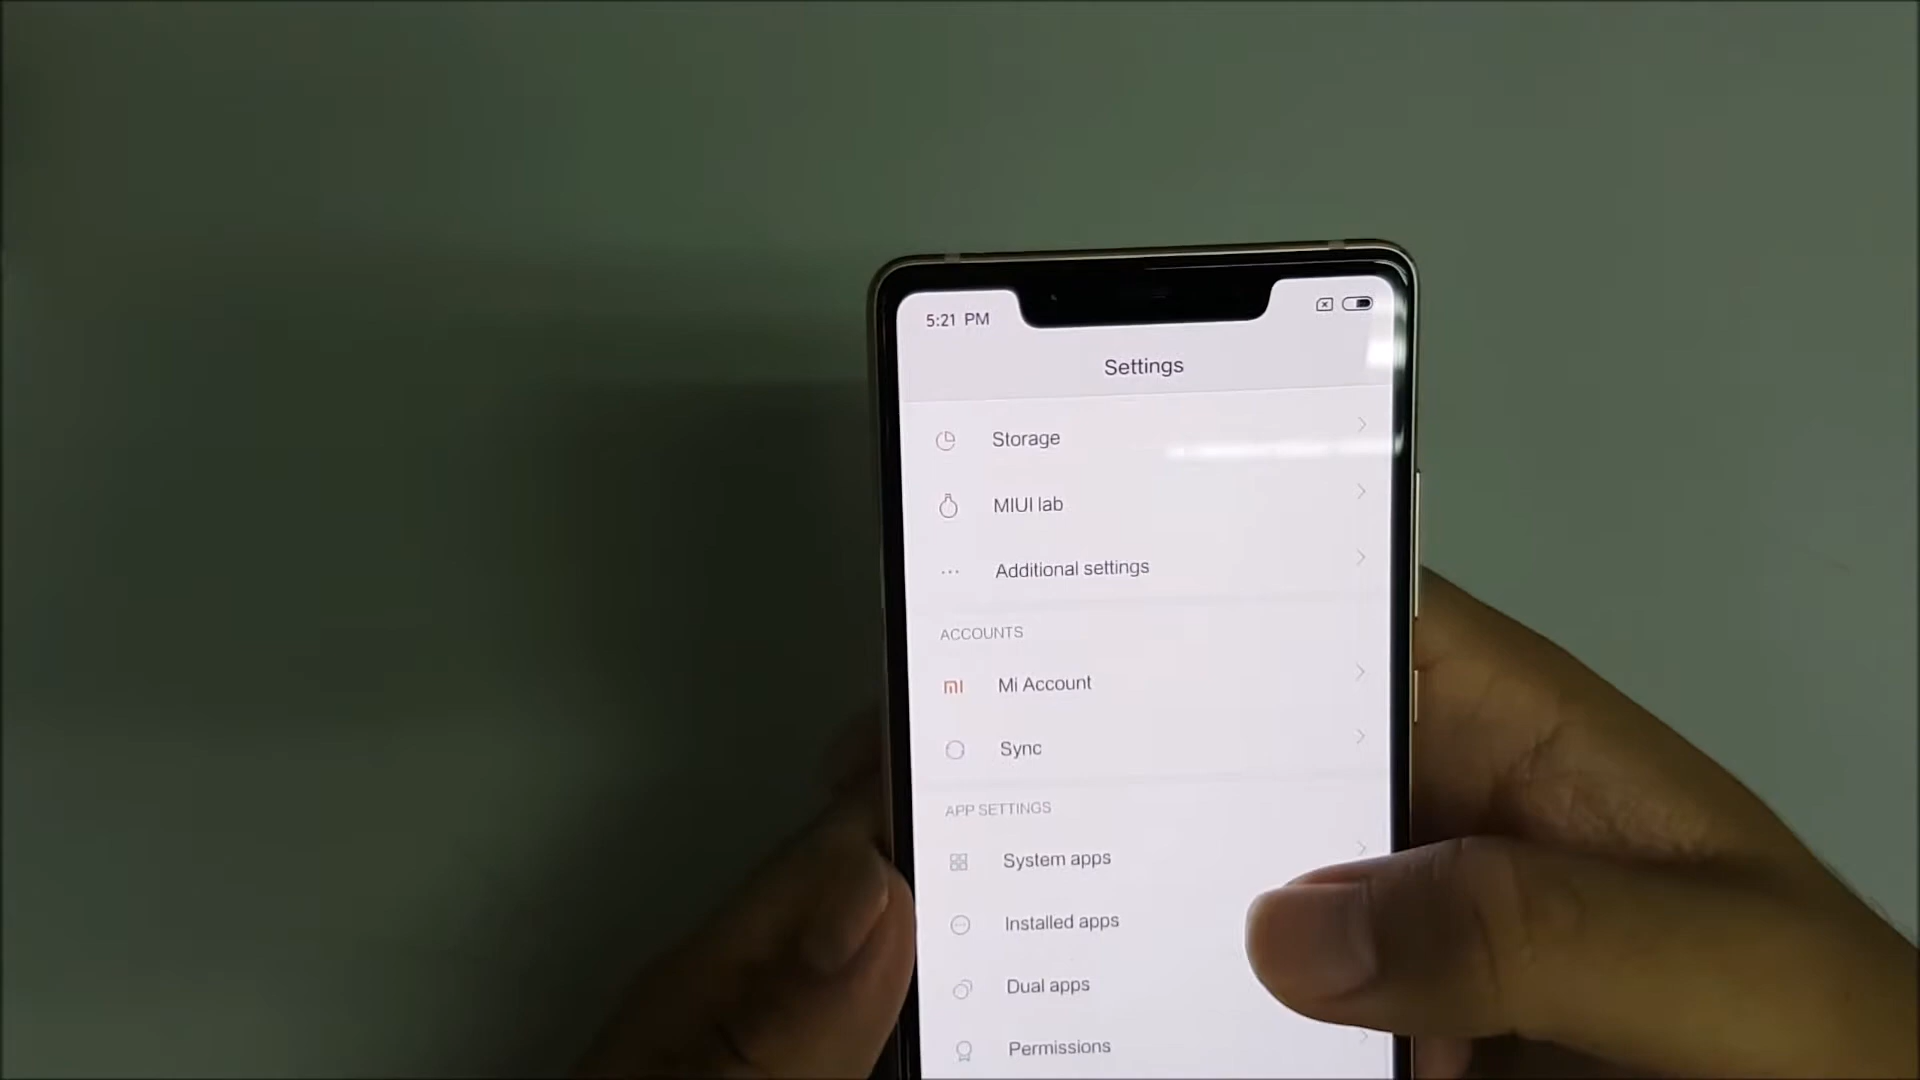 5:21 PM
Settings
Storage
MIUI lab
Additional settings
ACCOUNTS
mi Mi Account
Sync
APP SETTINGS
System apps
Installed apps
Dual apps
Permissions